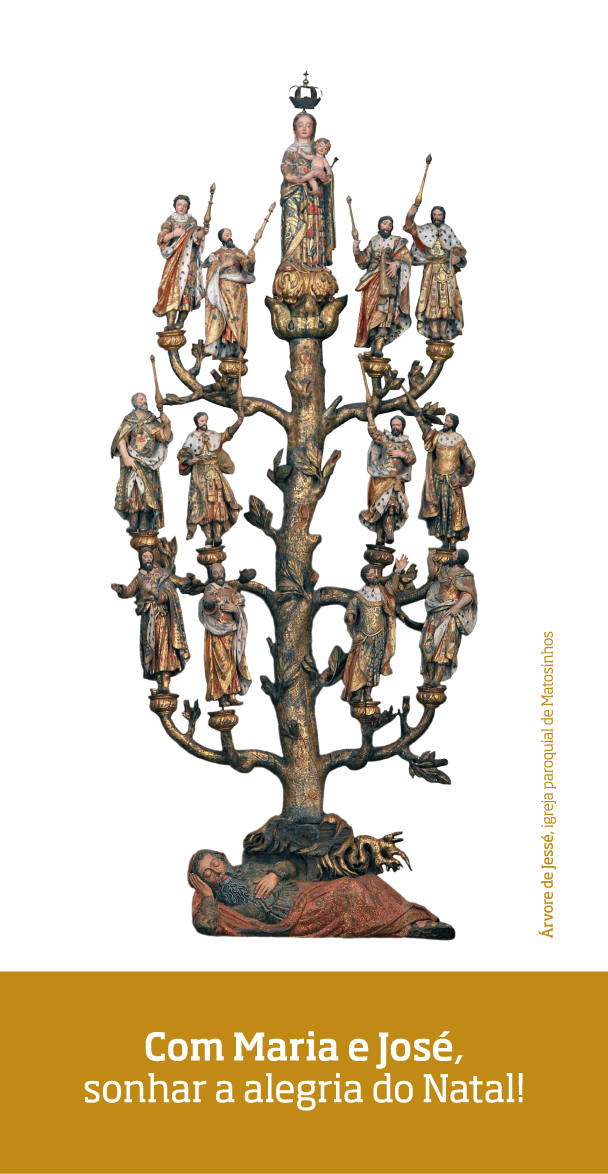 Árvore de Jessé, igreja paroquial de Matosinhos
Com Maria e José,
sonhar a alegria do Natal!